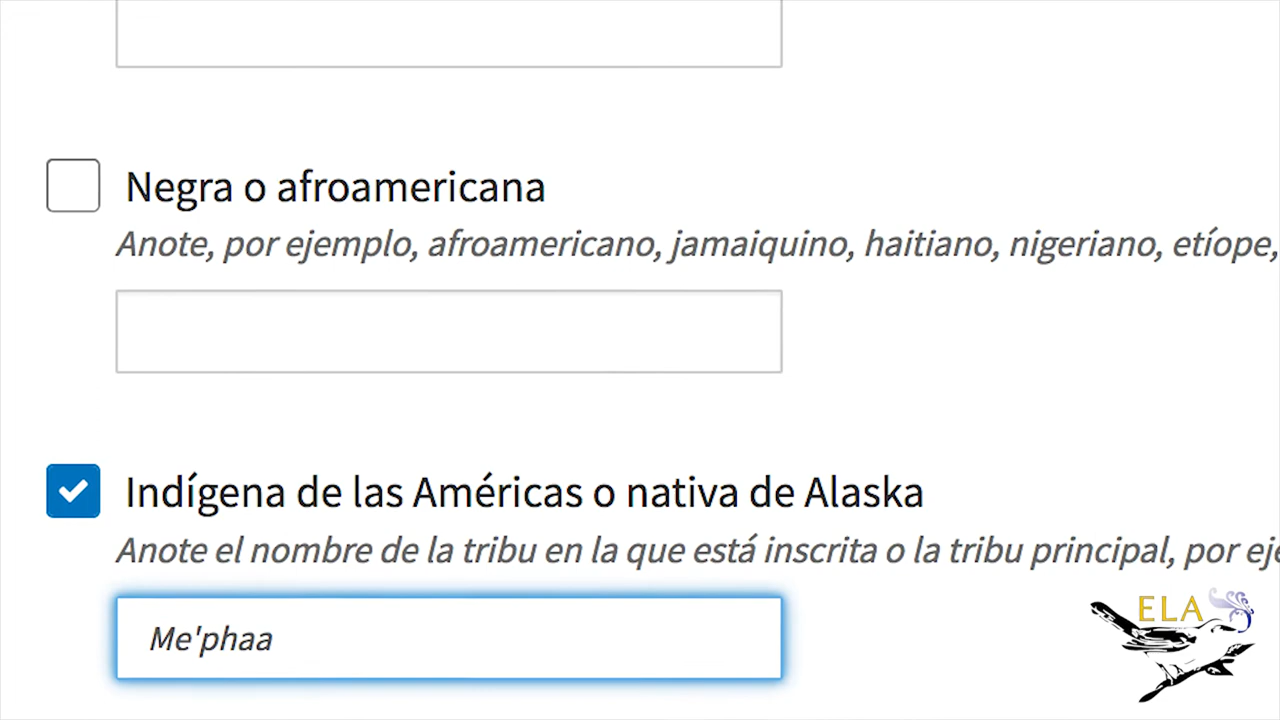 Negra o afroamericana
Anote, por ejemplo, afroamericano, jamaiquino, haitiano, nigeriano, etíope,
Indígena de las Américas o nativa de Alaska
Anote el nombre de la tribu en la que está inscrita o la tribu principal, por eje
Me'phaa
ELA